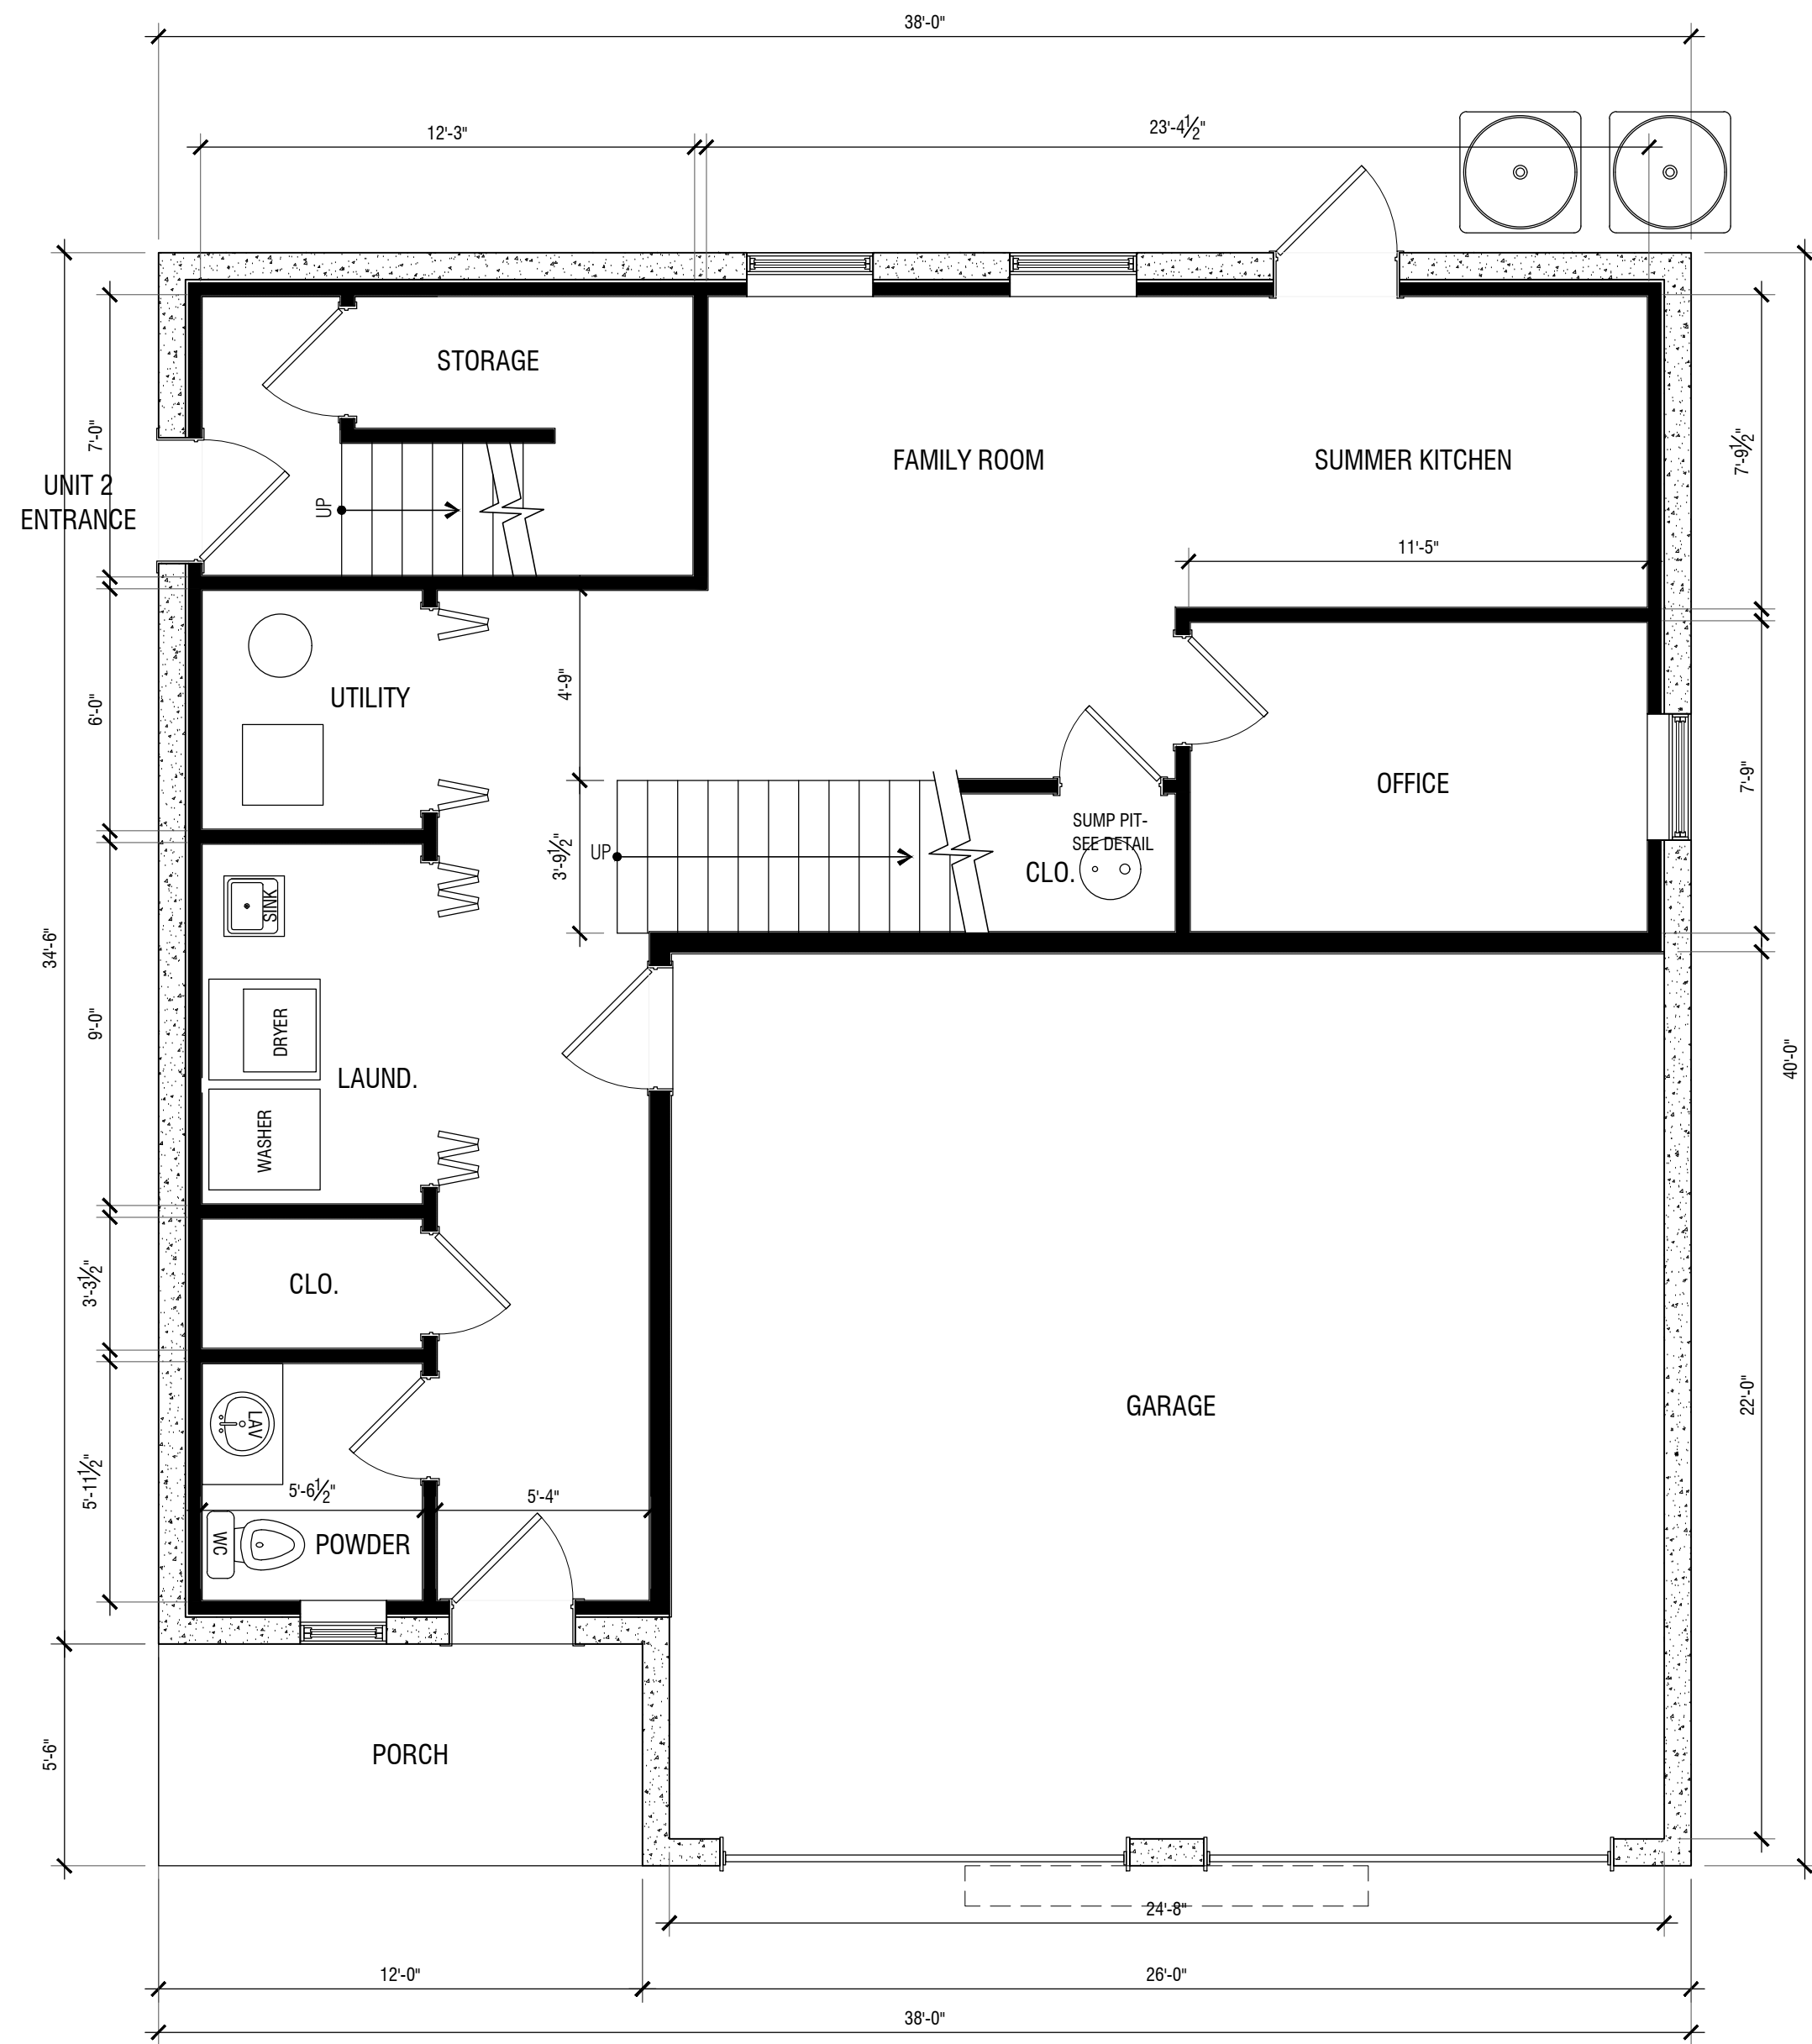 38'-0"
12'-3"
23'-4½"
STORAGE
7'-0"
FAMILY ROOM
SUMMER KITCHEN
7'-9½"
UNIT 2
ENTRANCE
UP
11'-5"
6'-0"
UTILITY
4'-9"
OFFICE
7'-9"
SUMP PIT-
SEE DETAIL
UP
3'-9½"
CLO.
SINK
34'-6"
9'-0"
DRYER
LAUND.
40'-0"
WASHER
3'-3½"
CLO.
GARAGE
22'-0"
LAV
5'-11½"
5'-6½"
5'-4"
WC
POWDER
5'-6"
PORCH
24'-8"
12'-0"
26'-0"
38'-0"